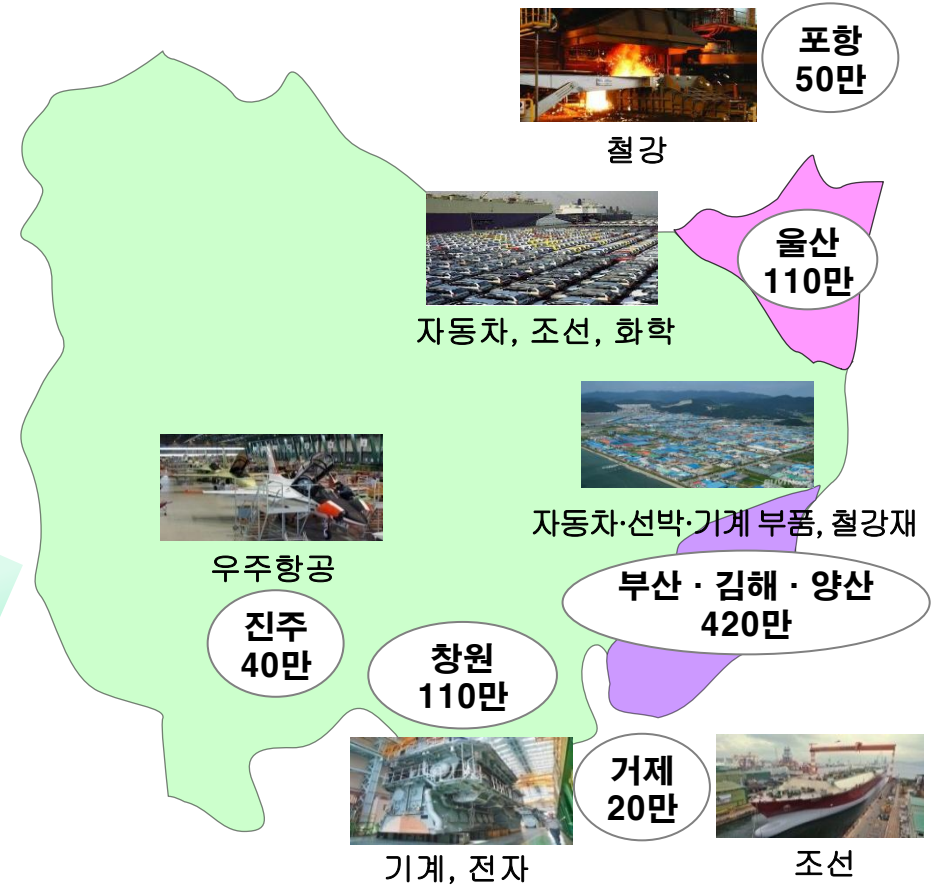 포항
50만
철강
울산
110만
자동차, 조선, 화학
자동차·선박·기계 부품, 철강재
우주항공
부산 · 김해 · 양산
420만
진주
40만
창원
110만
거제
20만
기계, 전자
조선